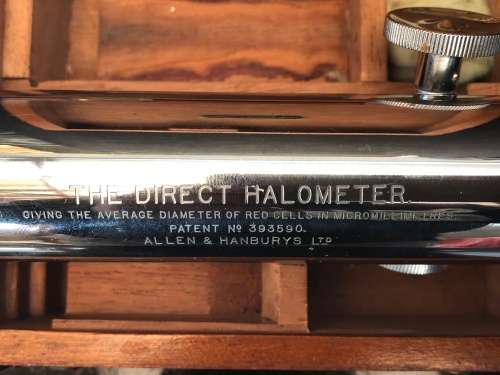 THE DIRECT HALOMETER.
GIVING THE AVERAGE DIAMETER OF RED CELLS IN MICROMILLIMETRES.
PATENT Nº 393590.
ALLEN & HANBURYS LTD